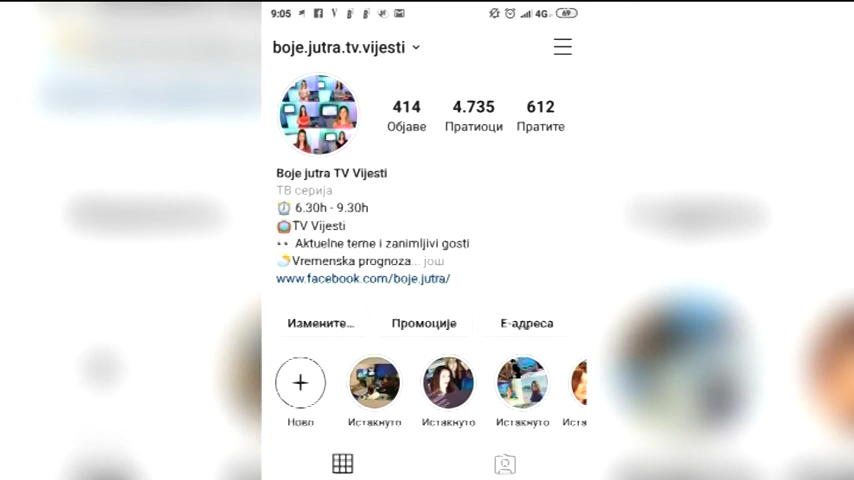 9:05
4G
69
boje.jutra.tv.vijesti
414 4.735 612
Објаве Пратиоци Пратите
Boje jutra TV Vijesti
ТВ серија
6.30h - 9.30h
TV Vijesti
Aktuelne teme i zanimljivi gosti
Vremenska prognoza... још
www.facebook.com/boje.jutra/
Измените... Промоције Е-адреса
Ново Истакнуто Истакнуто Истакнуто Иста